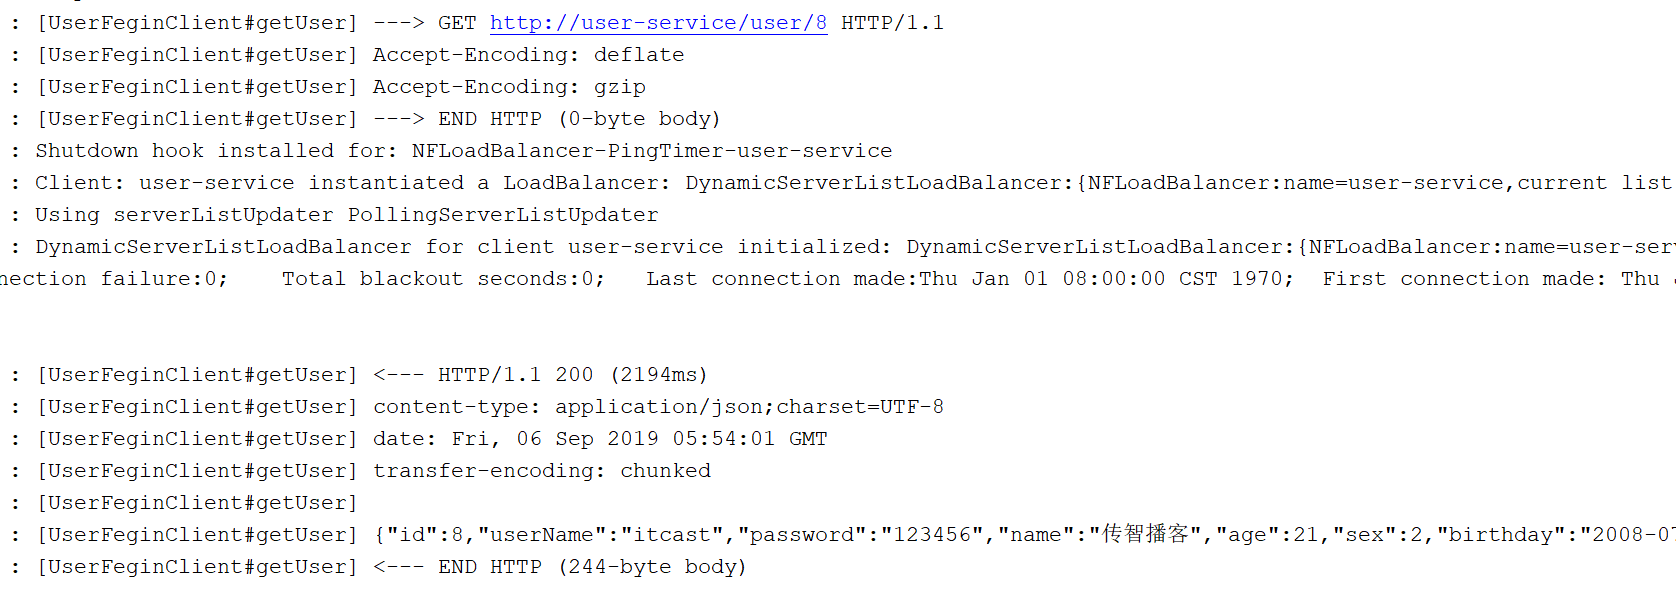 : [UserFeginClient#getUser] ---> GET http://user-service/user/8 HTTP/1.1
: [UserFeginClient#getUser] Accept-Encoding: deflate
: [UserFeginClient#getUser] Accept-Encoding: gzip
: [UserFeginClient#getUser] ---> END HTTP (0-byte body)
: Shutdown hook installed for: NFLoadBalancer-PingTimer-user-service
: Client: user-service instantiated a LoadBalancer: DynamicServerListLoadBalancer:{NFLoadBalancer:name=user-service,current list
: Using serverListUpdater PollingServerListUpdater
: DynamicServerListLoadBalancer for client user-service initialized: DynamicServerListLoadBalancer:{NFLoadBalancer:name=user-serv
nection failure:0; Total blackout seconds:0; Last connection made:Thu Jan 01 08:00:00 CST 1970; First connection made: Thu
: [UserFeginClient#getUser] <--- HTTP/1.1 200 (2194ms)
: [UserFeginClient#getUser] content-type: application/json;charset=UTF-8
: [UserFeginClient#getUser] date: Fri, 06 Sep 2019 05:54:01 GMT
: [UserFeginClient#getUser] transfer-encoding: chunked
: [UserFeginClient#getUser]
: [UserFeginClient#getUser] {"id":8,"userName":"itcast","password":"123456","name":"传智播客","age":21,"sex":2,"birthday":"2008-07
: [UserFeginClient#getUser] <--- END HTTP (244-byte body)